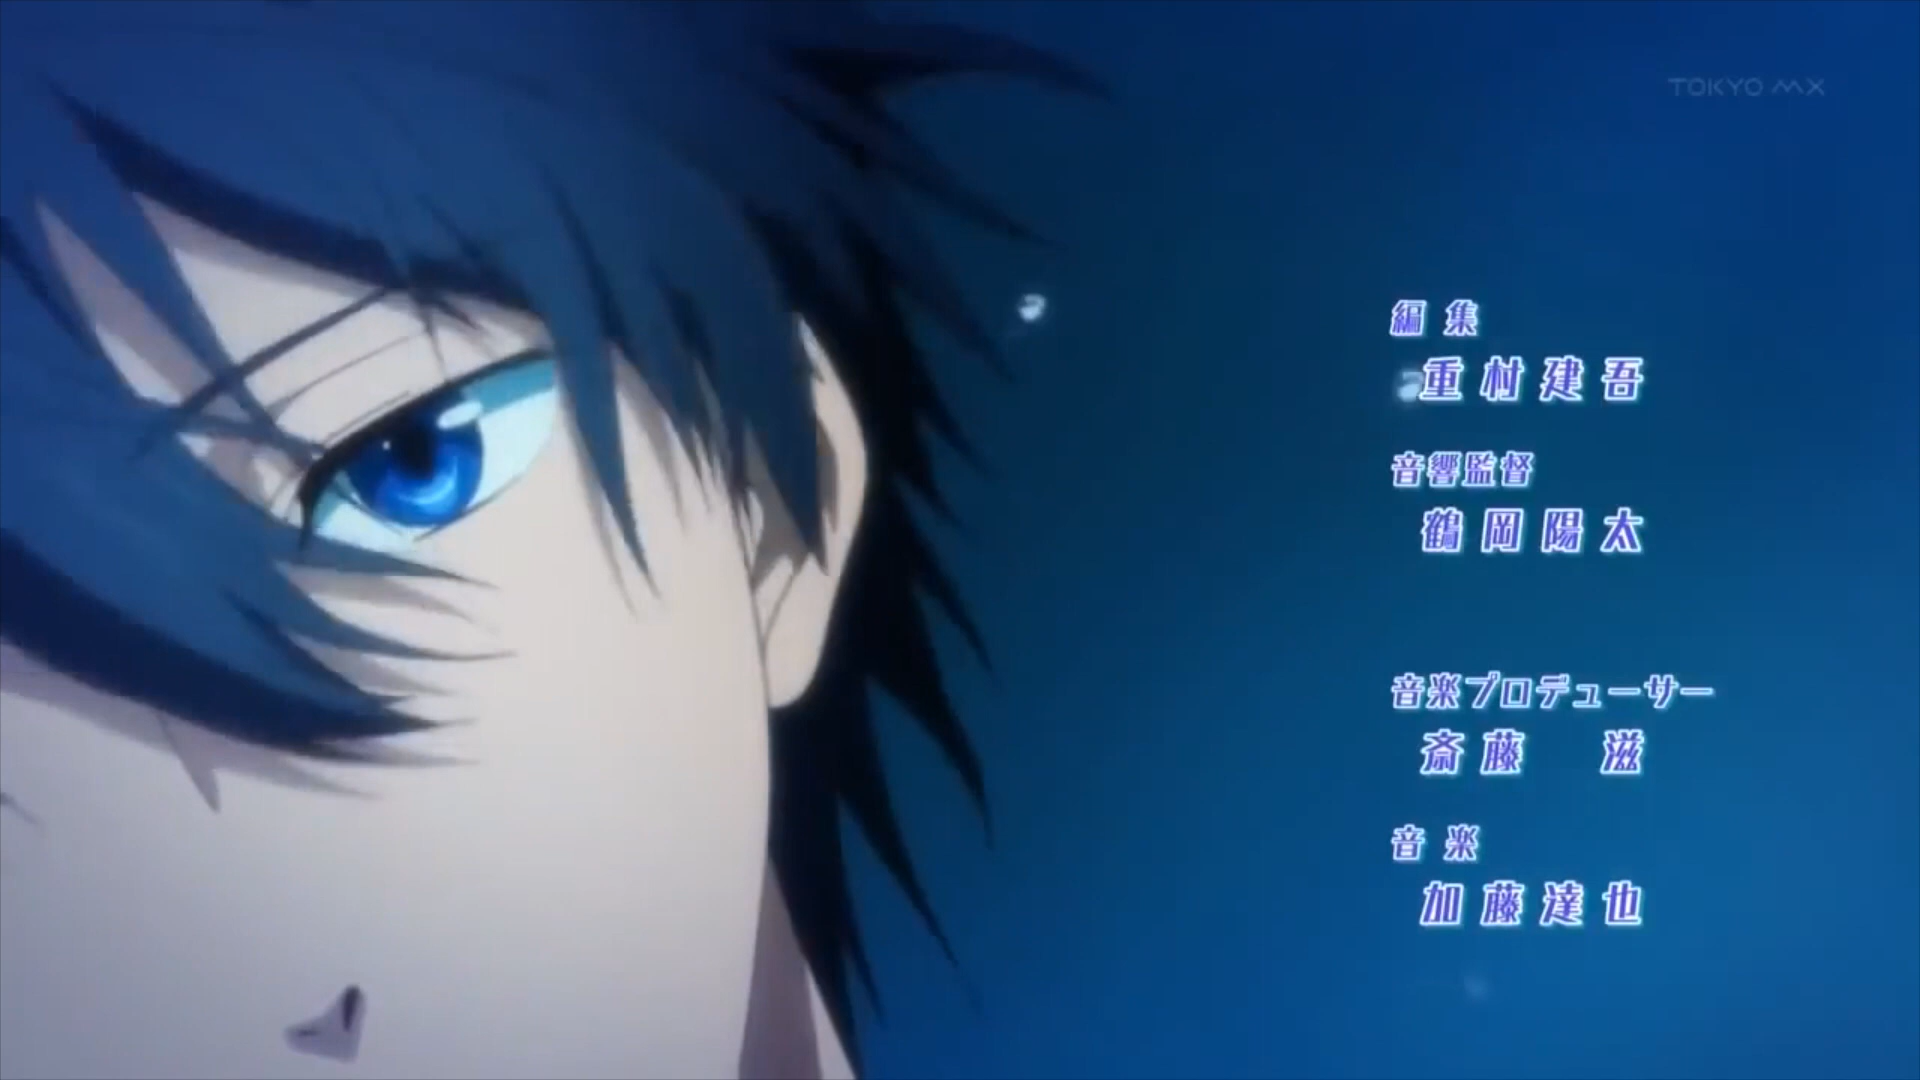 TOKYO MX
編集
重村建吾
音響監督
鶴岡陽太
音楽プロデューサー
斎藤 滋
音楽
加藤達也